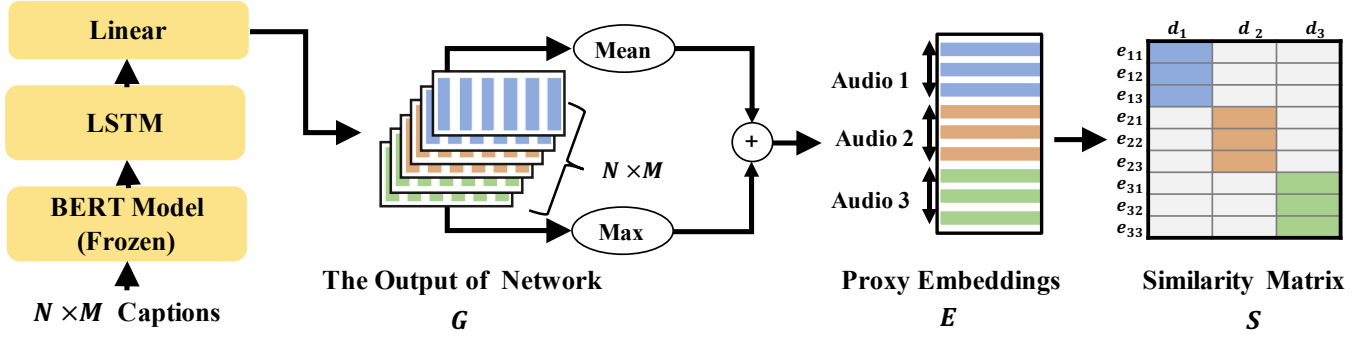 Linear
LSTM
BERT Model
(Frozen)
N ×M Captions
Mean
N ×M
Max
The Output of Network
G
+
Audio 1
Audio 2
Audio 3
Proxy Embeddings
E
d1 d 2 d3
e11
e12
e13
e21
e22
e23
e31
e32
e33
Similarity Matrix
S